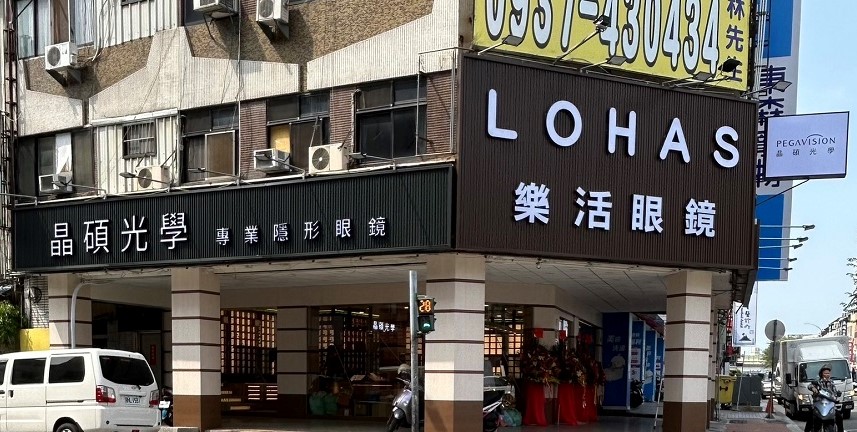 0937-430434
林先生
晶碩光學 專業隱形眼鏡
LOHAS
樂活眼鏡
PEGAVISION
晶碩光學
晶碩光學
28